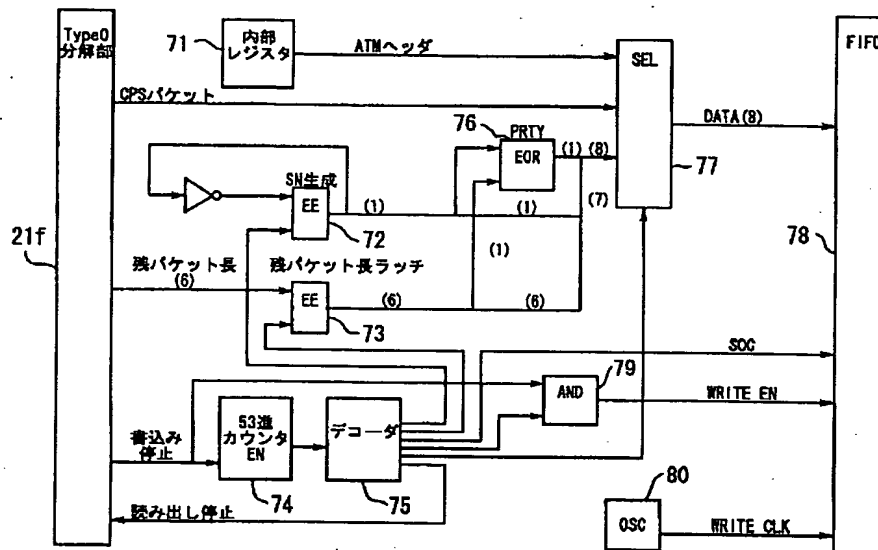 Type0
分解部
21f
71
内部
レジスタ
ATMヘッダ
SEL
FIFO
CPSパケット
76
PRTY
EOR
(1)
(8)
DATA(8)
77
78
SN生成
EE
(1)
(1)
(7)
72
(1)
残パケット長
(6)
残パケット長ラッチ
EE
(6)
(6)
73
SOC
79
AND
WRITE EN
書込み
停止
53進
カウンタ
EN
74
デコーダ
75
読み出し停止
80
OSC
WRITE CLK